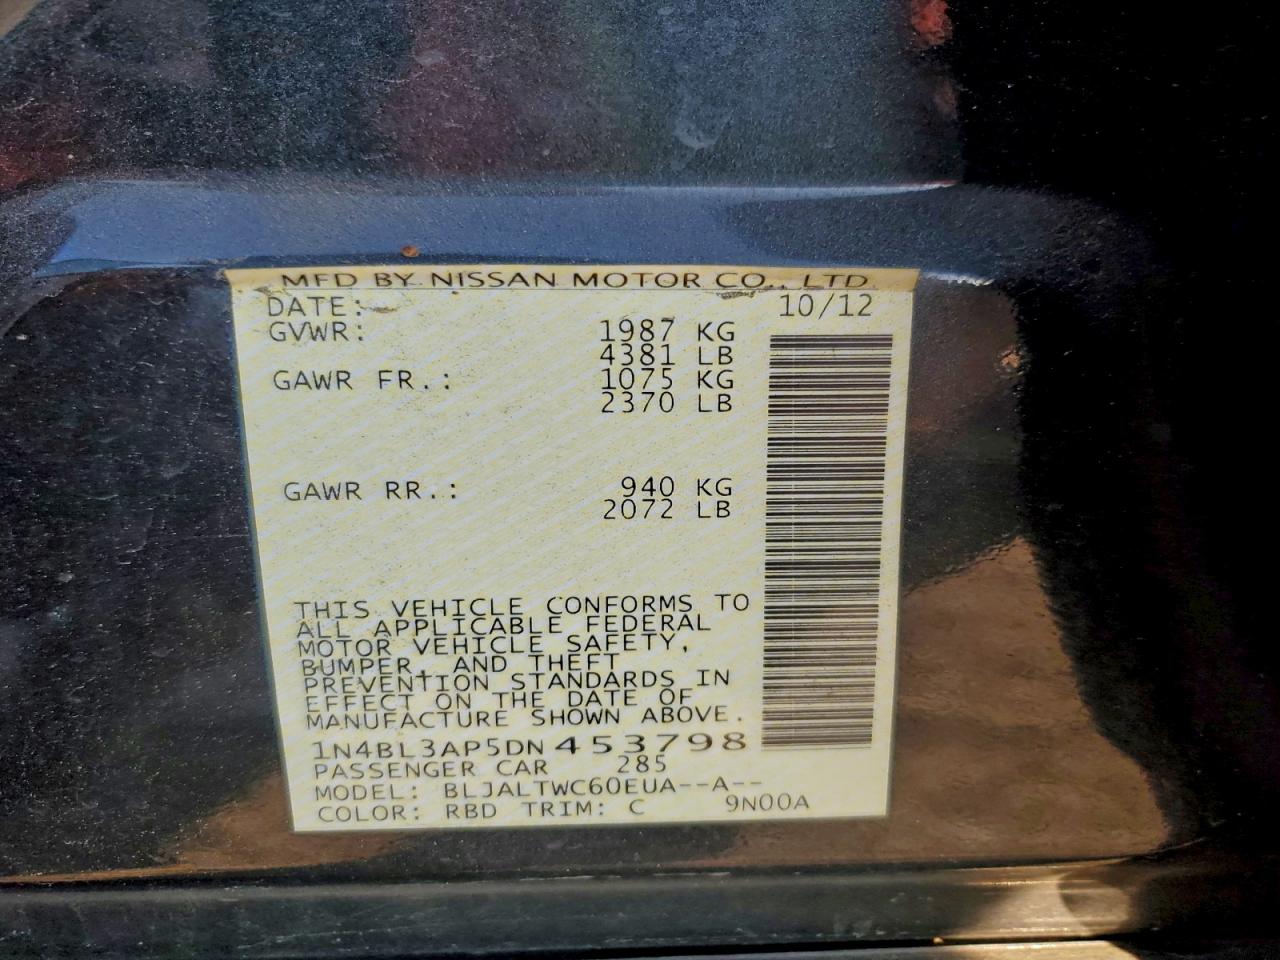 MFD BY NISSAN MOTOR CO., LTD.
DATE: 10/12
GVWR: 1987 KG
4381 LB
GAWR FR.: 1075 KG
2370 LB
GAWR RR.: 940 KG
2072 LB
THIS VEHICLE CONFORMS TO
ALL APPLICABLE FEDERAL
MOTOR VEHICLE SAFETY,
BUMPER, AND THEFT
PREVENTION STANDARDS IN
EFFECT ON THE DATE OF
MANUFACTURE SHOWN ABOVE.
1N4BL3AP5DN453798
PASSENGER CAR 285
MODEL: BLJALTWC60EUA--A--
COLOR: RBD TRIM: C 9N00A